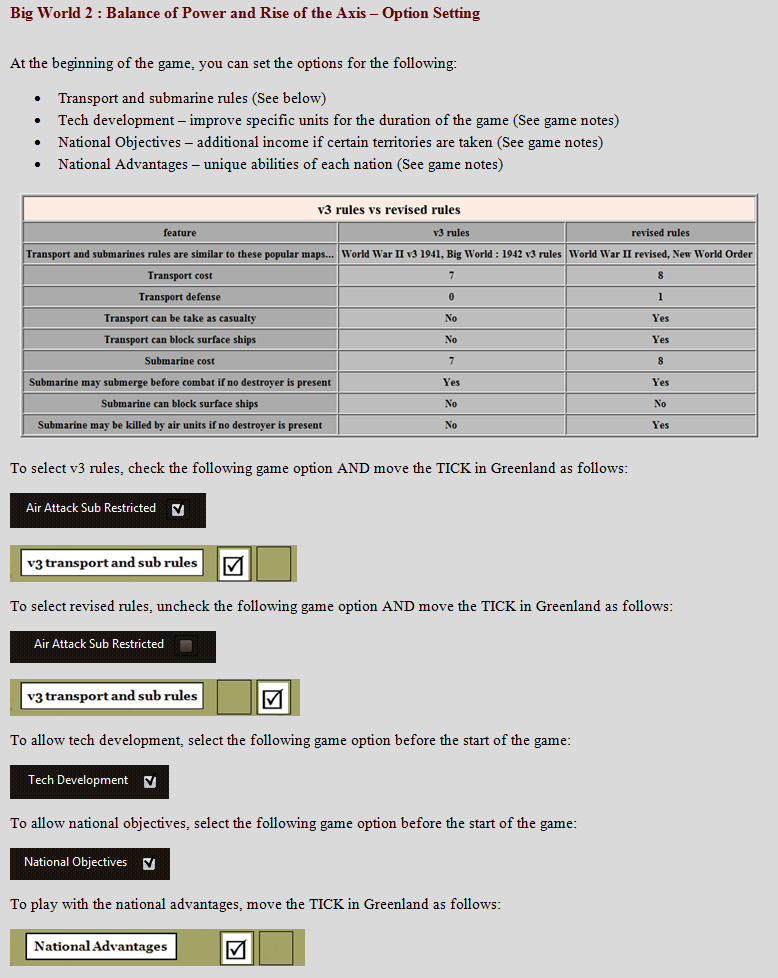 Big World 2 : Balance of Power and Rise of the Axis – Option Setting
At the beginning of the game, you can set the options for the following:
• Transport and submarine rules (See below)
• Tech development – improve specific units for the duration of the game (See game notes)
• National Objectives – additional income if certain territories are taken (See game notes)
• National Advantages – unique abilities of each nation (See game notes)
v3 rules vs revised rules
feature v3 rules revised rules
Transport and submarines rules are similar to these popular maps... World War II v3 1941, Big World : 1942 v3 rules World War II revised, New World Order
Transport cost 7 8
Transport defense 0 1
Transport can be take as casualty No Yes
Transport can block surface ships No Yes
Submarine cost 7 8
Submarine may submerge before combat if no destroyer is present Yes Yes
Submarine can block surface ships No No
Submarine may be killed by air units if no destroyer is present No Yes
To select v3 rules, check the following game option AND move the TICK in Greenland as follows:
Air Attack Sub Restricted
v3 transport and sub rules
To select revised rules, uncheck the following game option AND move the TICK in Greenland as follows:
Air Attack Sub Restricted
v3 transport and sub rules
To allow tech development, select the following game option before the start of the game:
Tech Development
To allow national objectives, select the following game option before the start of the game:
National Objectives
To play with the national advantages, move the TICK in Greenland as follows:
National Advantages